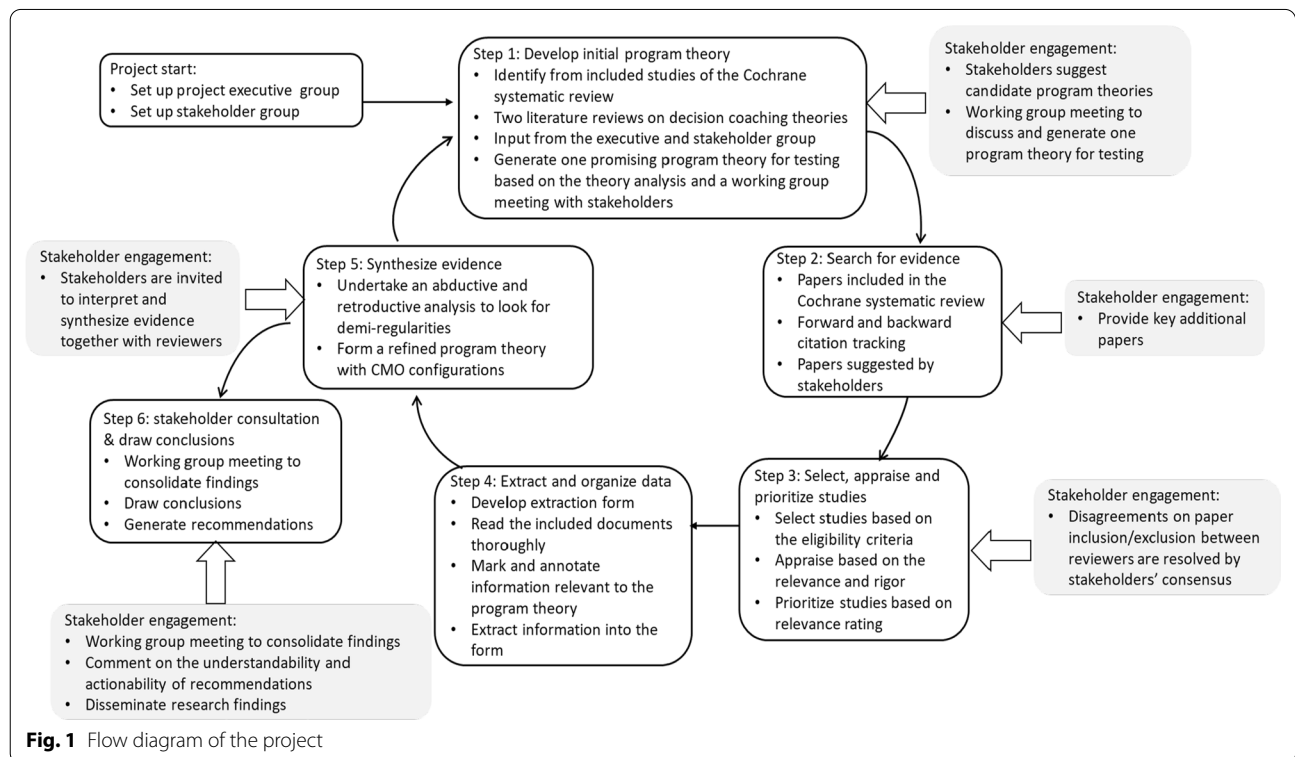 Project start:
• Set up project executive group
• Set up stakeholder group
Step 1: Develop initial program theory
• Identify from included studies of the Cochrane
systematic review
• Two literature reviews on decision coaching theories
• Input from the executive and stakeholder group
• Generate one promising program theory for testing
based on the theory analysis and a working group
meeting with stakeholders
Stakeholder engagement:
• Stakeholders suggest
candidate program theories
• Working group meeting to
discuss and generate one
program theory for testing
Step 2: Search for evidence
• Papers included in the
Cochrane systematic review
• Forward and backward
citation tracking
• Papers suggested by
stakeholders
Stakeholder engagement:
• Provide key additional
papers
Step 3: Select, appraise and
prioritize studies
• Select studies based on
the eligibility criteria
• Appraise based on the
relevance and rigor
• Prioritize studies based on
relevance rating
Stakeholder engagement:
• Disagreements on paper
inclusion/exclusion between
reviewers are resolved by
stakeholders’ consensus
Step 4: Extract and organize data
• Develop extraction form
• Read the included documents
thoroughly
• Mark and annotate
information relevant to the
program theory
• Extract information into the
form
Step 5: Synthesize evidence
• Undertake an abductive and
retroductive analysis to look for
demi-regularities
• Form a refined program theory
with CMO configurations
Stakeholder engagement:
• Stakeholders are invited
to interpret and
synthesize evidence
together with reviewers
Step 6: stakeholder consultation
& draw conclusions
• Working group meeting to
consolidate findings
• Draw conclusions
• Generate recommendations
Stakeholder engagement:
• Working group meeting to consolidate findings
• Comment on the understandability and
actionability of recommendations
• Disseminate research findings
Fig. 1 Flow diagram of the project